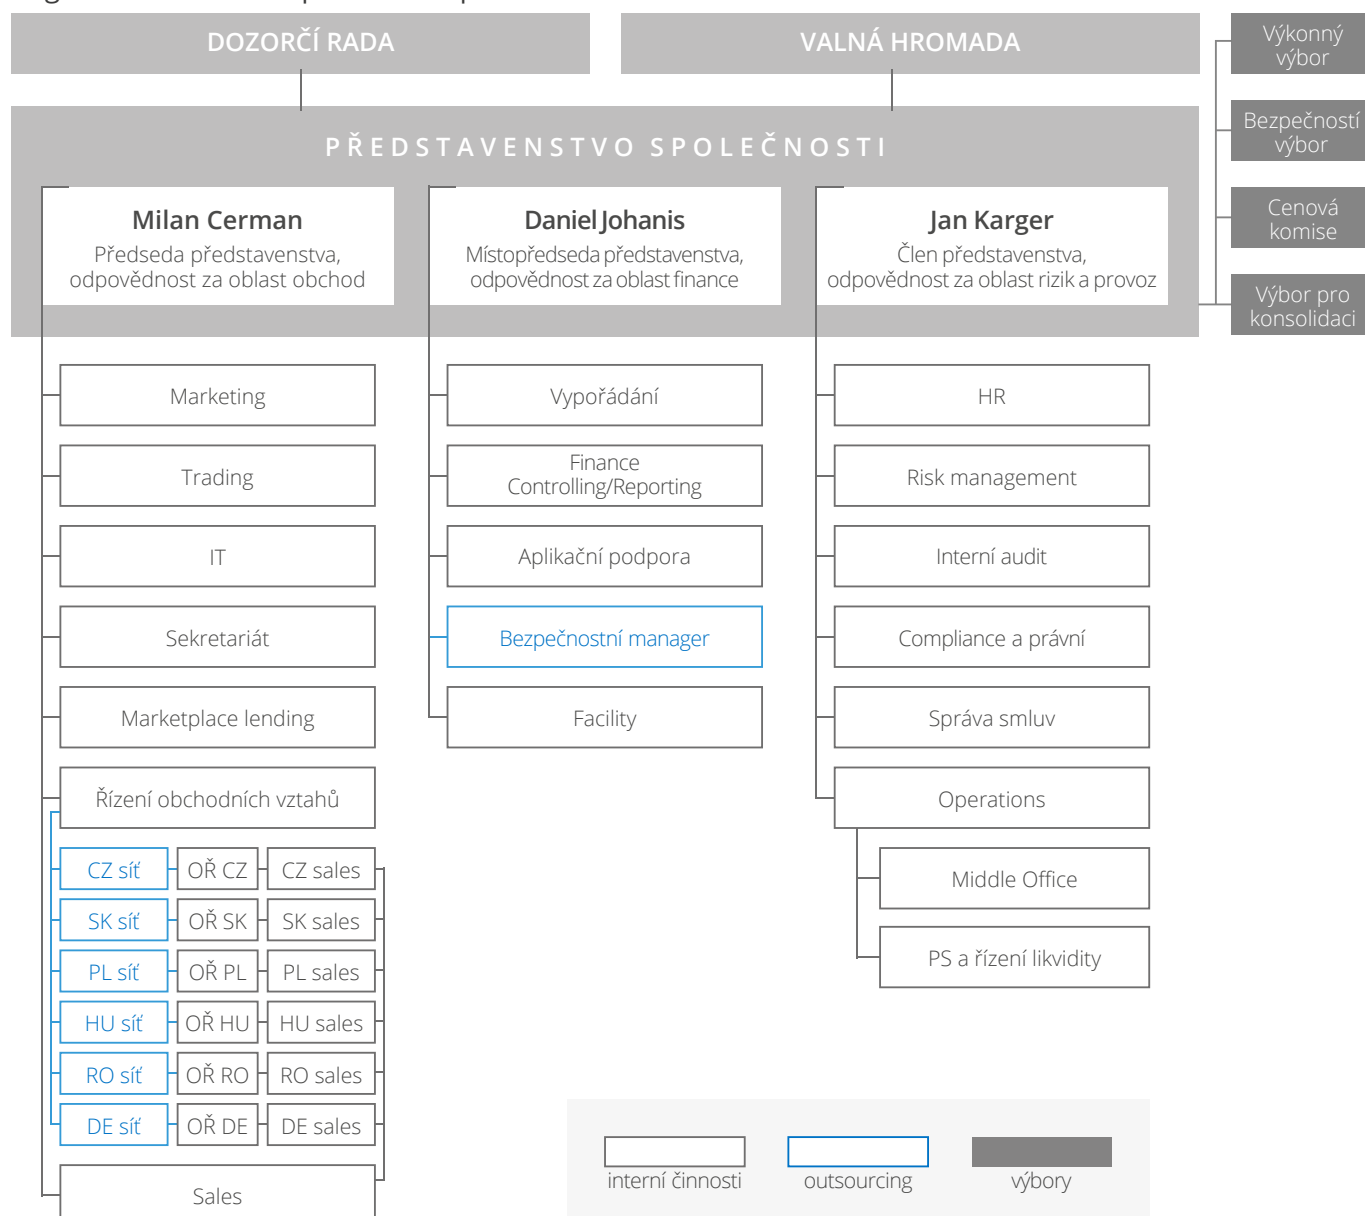 DOZORČÍ RADA
VALNÁ HROMADA
Výkonný
výbor
Bezpečností
výbor
Cenová
komise
Výbor pro
konsolidaci
PŘEDSTAVENSTVO SPOLEČNOSTI
Milan Cerman
Předseda představenstva,
odpovědnost za oblast obchod
Daniel Johanis
Místopředseda představenstva,
odpovědnost za oblast finance
Jan Karger
Člen představenstva,
odpovědnost za oblast rizik a provoz
Marketing
Trading
IT
Sekretariát
Marketplace lending
Řízení obchodních vztahů
CZ síť
OŘ CZ
CZ sales
SK síť
OŘ SK
SK sales
PL síť
OŘ PL
PL sales
HU síť
OŘ HU
HU sales
RO síť
OŘ RO
RO sales
DE síť
OŘ DE
DE sales
Sales
Vypořádání
Finance
Controlling/Reporting
Aplikační podpora
Bezpečnostní manager
Facility
HR
Risk management
Interní audit
Compliance a právní
Správa smluv
Operations
Middle Office
PS a řízení likvidity
interní činnosti
outsourcing
výbory